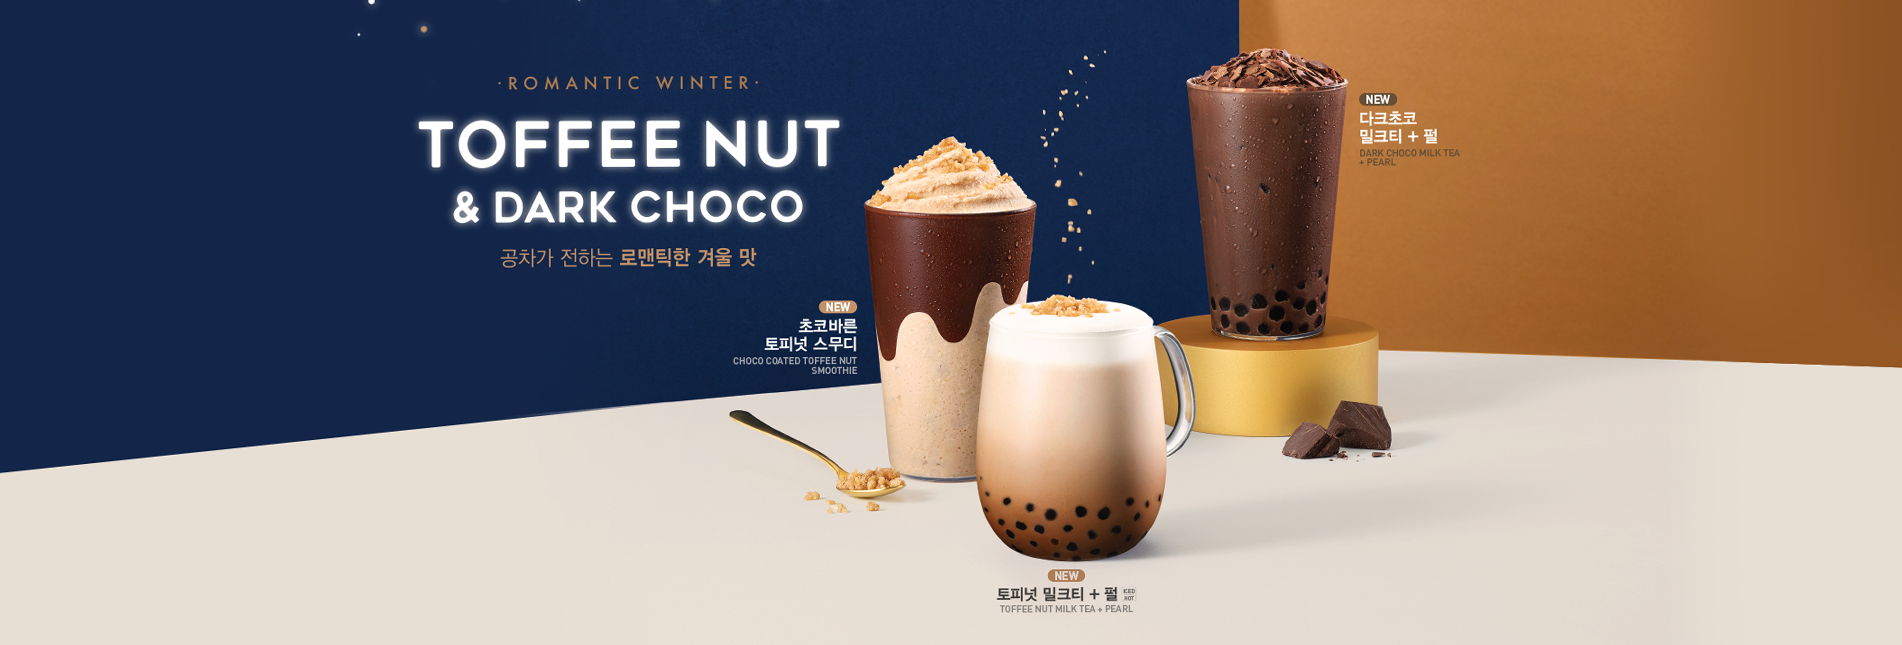 ·ROMANTIC WINTER·
TOFFEE NUT
& DARK CHOCO
공차가 전하는 로맨틱한 겨울 맛
NEW
초코바른
토피넛 스무디
CHOCO COATED TOFFEE NUT
SMOOTHIE
NEW
다크초코
밀크티 + 펄
DARK CHOCO MILK TEA
+ PEARL
NEW
토피넛 밀크티 + 펄 ICED HOT
TOFFEE NUT MILK TEA + PEARL